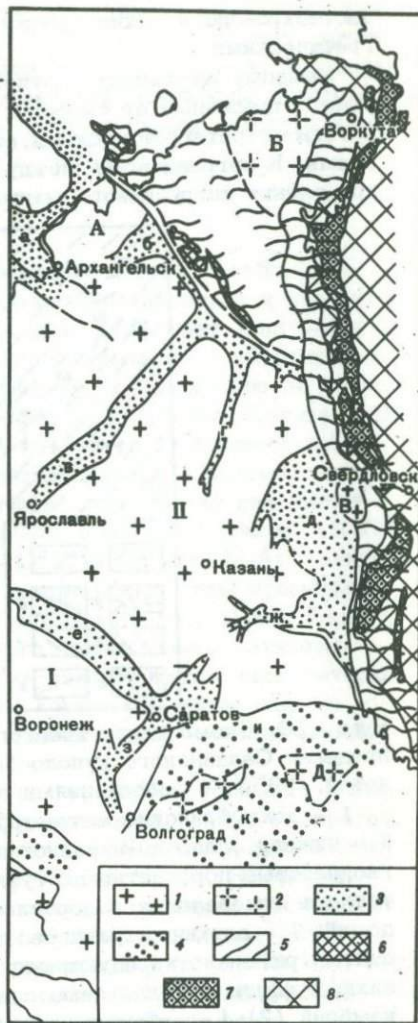 Б
б
Воркута
А
а
б
Архангельск
в
Свердловск
В
Ярославль
д
II
Казань
ж
е
I
Воронеж
Саратов
з
и
Г
Д
к
Волгоград
1
2
3
4
5
6
7
8